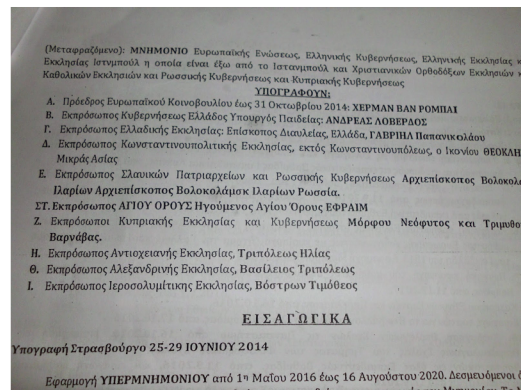 (Μεταφραζόμενο): ΜΝΗΜΟΝΙΟ Ευρωπαϊκής Ενώσεως, Ελληνικής Κυβερνήσεως, Ελληνικής Εκκλησίας
Εκκλησίας Ιστνμπούλ η οποία είναι έξω από το Ισταμπούλ και Χριστιανικών Ορθοδόξων Εκκλησιών
Καθολικών Εκκλησιών και Ρωσσικής Κυβερνήσεως και Κυπριακής Κυβερνήσεως
ΥΠΟΓΡΑΦΟΥΝ:
Α. Πρόεδρος Ευρωπαϊκού Κοινοβουλίου έως 31 Οκτωβρίου 2014: ΧΕΡΜΑΝ ΒΑΝ ΡΟΜΠΑΙ
Β. Εκπρόσωπος Κυβερνήσεως Ελλάδος Υπουργός Παιδείας: ΑΝΔΡΕΑΣ ΛΟΒΕΡΔΟΣ
Γ. Εκπρόσωπος Ελλαδικής Εκκλησίας: Επίσκοπος Διαυλείας, Ελλάδα, ΓΑΒΡΙΗΛ Παπανικολάου
Δ. Εκπρόσωπος Κωνσταντινουπολιτικής Εκκλησίας, εκτός Κωνσταντινουπόλεως, ο Ικονίου
Μικράς Ασίας
Ε. Εκπρόσωπος Σλαυικών Πατριαρχείων και Ρωσσικής Κυβερνήσεως Αρχιεπίσκοπος
Ιλαρίων Αρχιεπίσκοπος Βολοκολάμσκ Ιλαρίων Ρωσσία.
ΣΤ. Εκπρόσωπος ΑΓΙΟΥ ΟΡΟΥΣ Ηγούμενος Αγίου Όρους ΕΦΡΑΙΜ
Ζ. Εκπρόσωποι Κυπριακής Εκκλησίας και Κυβερνήσεως Μόρφου Νεόφυτος και
Βαρνάβας.
Η. Εκπρόσωπος Αντιοχειανής Εκκλησίας, Τριπόλεως Ηλίας
Θ. Εκπρόσωπος Αλεξανδρινής Εκκλησίας, Βασίλειος Τριπόλεως
Ι. Εκπρόσωπος Ιεροσολυμίτικης Εκκλησίας, Βόστρων Τιμόθεος
ΕΙΣΑΓΩΓΙΚΑ
Υπογραφή Στρασβούργο 25-29 ΙΟΥΝΙΟΥ 2014
Εφαρμογή ΥΠΕΡΜΝΗΜΟΝΙΟΥ από 1η Μαΐου 2016 έως 16 Αυγούστου 2020. Δεσμευόμενοι